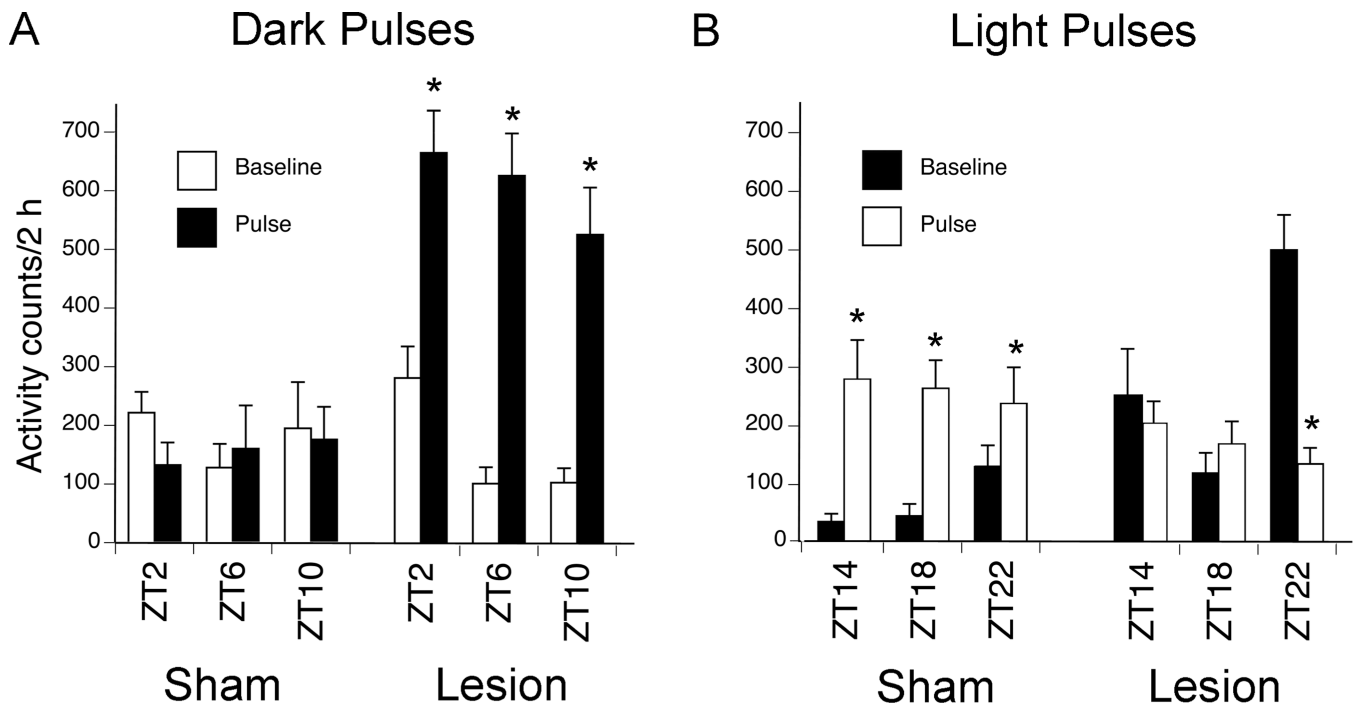 A
Dark Pulses
Activity counts/2 h
700
600
500
400
300
200
100
0
Baseline
Pulse
*
*
*
ZT2
ZT6
ZT10
ZT2
ZT6
ZT10
Sham
Lesion
B
Light Pulses
700
600
500
400
300
200
100
0
Baseline
Pulse
*
*
*
*
ZT14
ZT18
ZT22
ZT14
ZT18
ZT22
Sham
Lesion